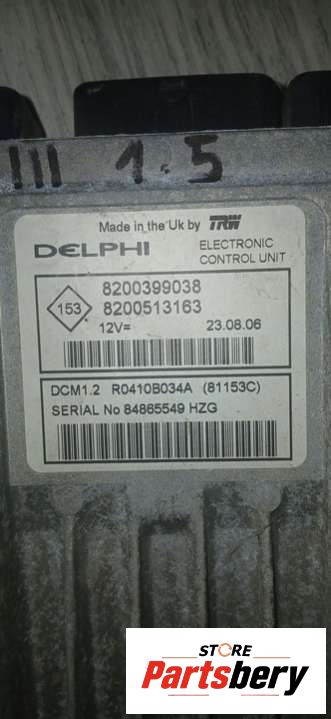 III 1.5
Made in the Uk by TRW
DELPHI ELECTRONIC
CONTROL UNIT
153
8200399038
8200513163
12V= 23.08.06
DCM1.2 R0410B034A (81153C)
SERIAL No 84865549 HZG
STORE
Partsbery